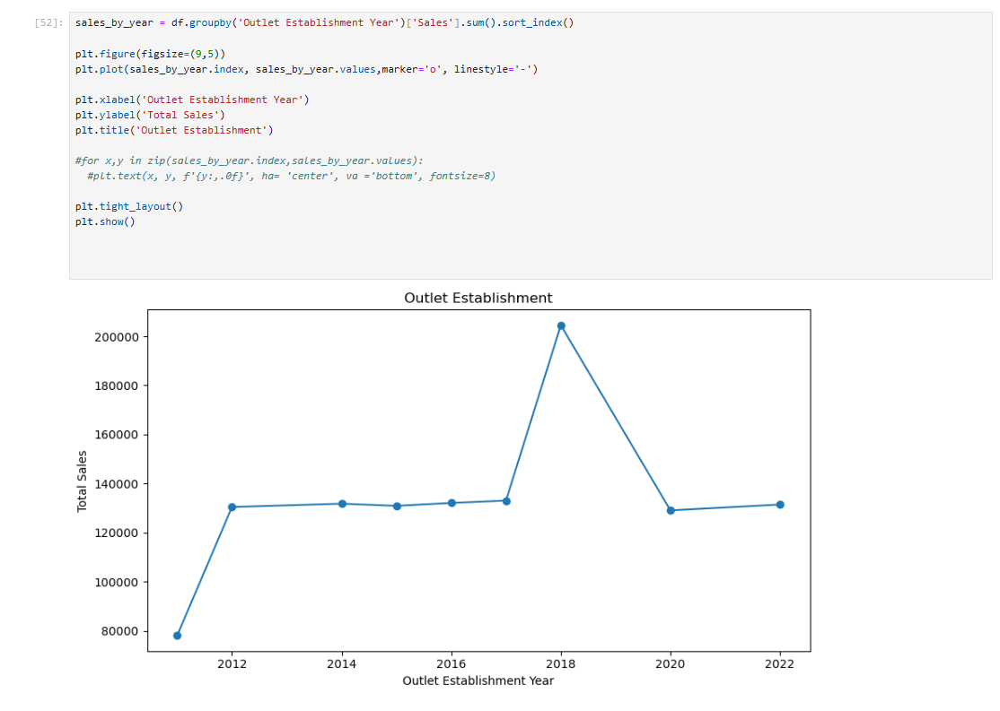 [52]: sales_by_year = df.groupby('Outlet Establishment Year')['Sales'].sum().sort_index()
plt.figure(figsize=(9,5))
plt.plot(sales_by_year.index, sales_by_year.values,marker='o', linestyle='-')
plt.xlabel('Outlet Establishment Year')
plt.ylabel('Total Sales')
plt.title('Outlet Establishment')
#for x,y in zip(sales_by_year.index,sales_by_year.values):
#plt.text(x, y, f'{y:,.0f}', ha= 'center', va ='bottom', fontsize=8)
plt.tight_layout()
plt.show()
Outlet Establishment
200000
180000
160000
140000
120000
100000
80000
Total Sales
2012 2014 2016 2018 2020 2022
Outlet Establishment Year